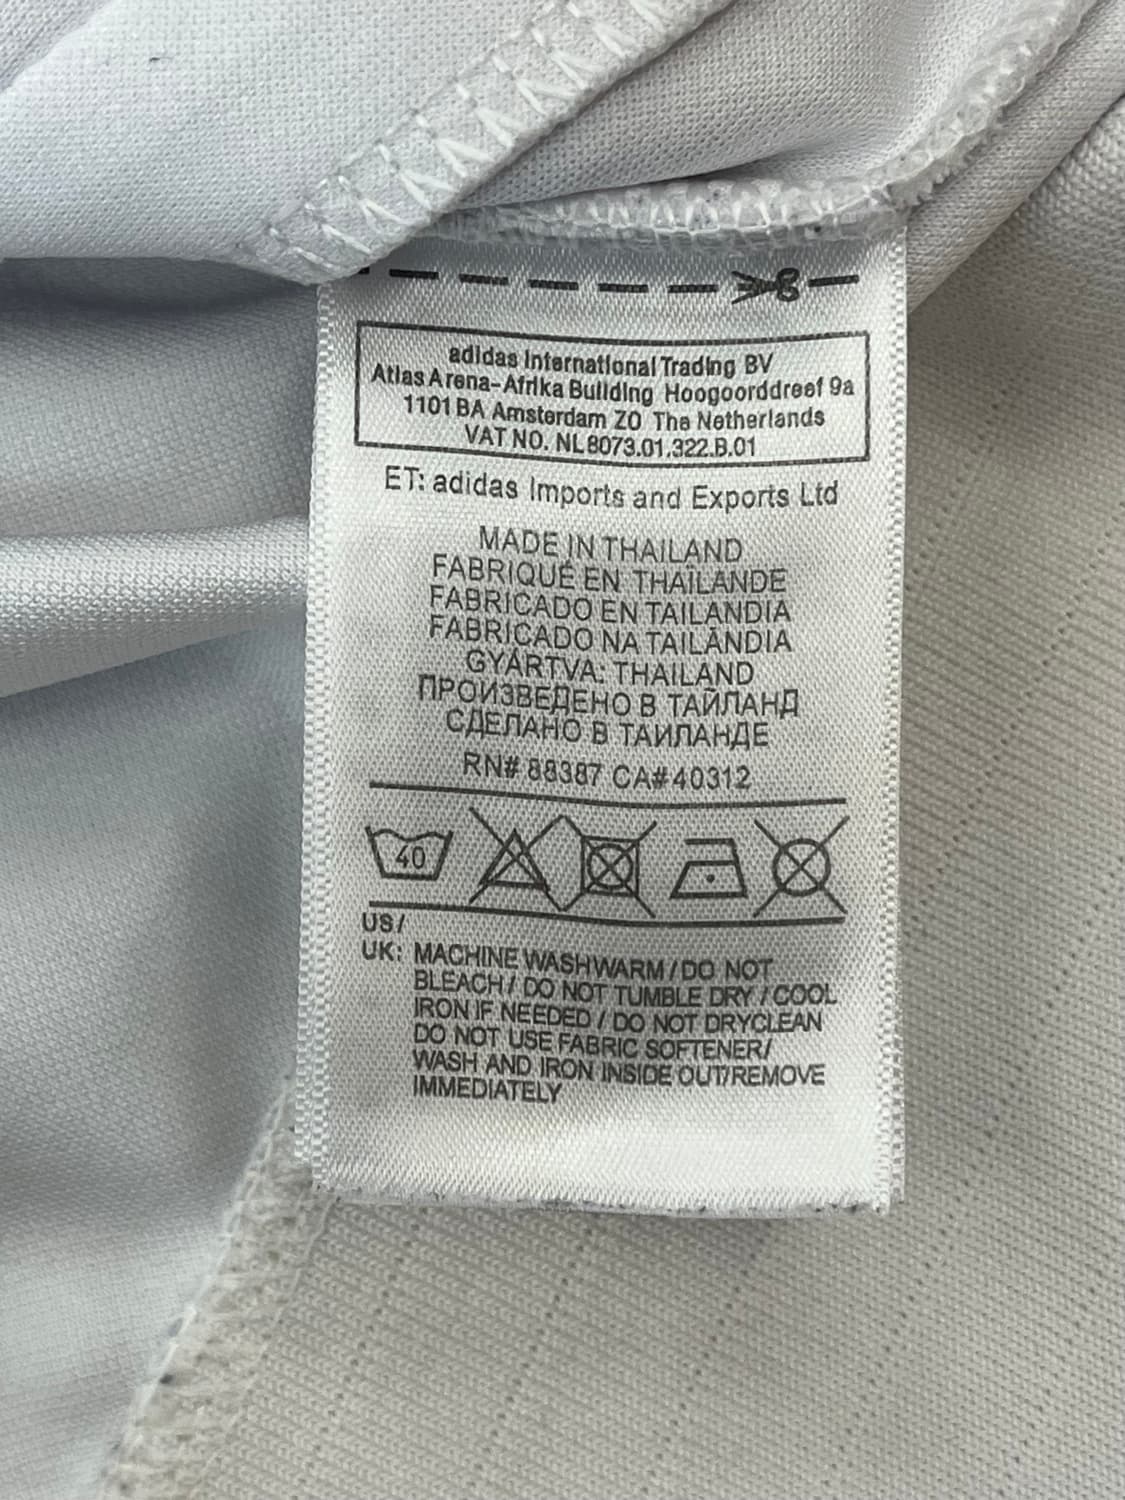 adidas International Trading BV
Atlas Arena-Afrika Building Hoogoorddreef 9a
1101 BA Amsterdam ZO The Netherlands
VAT NO. NL8073.01.322.B.01
ET: adidas Imports and Exports Ltd
MADE IN THAILAND
FABRIQUÉ EN THAÏLANDE
FABRICADO EN TAILANDIA
FABRICADO NA TAILÂNDIA
GYÁRTVA: THAILAND
ПРОИЗВЕДЕНО В ТАЙЛАНД
СДЕЛАНО В ТАИЛАНДЕ
RN# 88387 CA# 40312
40
US/
UK: MACHINE WASH WARM / DO NOT
BLEACH / DO NOT TUMBLE DRY / COOL
IRON IF NEEDED / DO NOT DRYCLEAN
DO NOT USE FABRIC SOFTENER/
WASH AND IRON INSIDE OUT/REMOVE
IMMEDIATELY